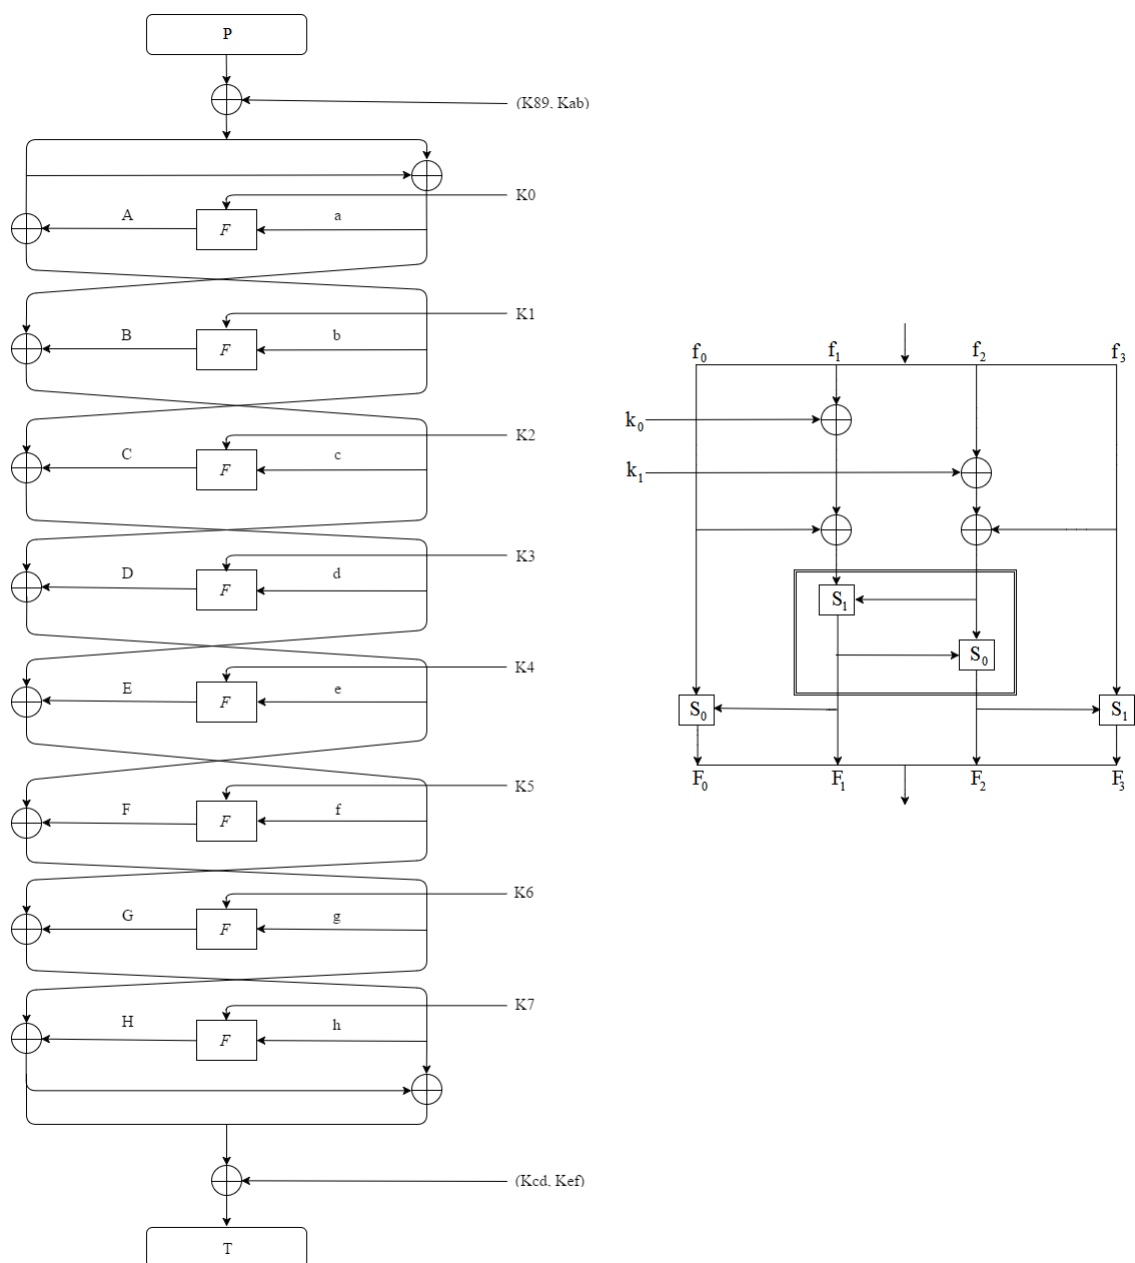 P
(K89, Kab)
K0
A F a
K1
B F b
K2
C F c
K3
D F d
K4
E F e
K5
F F f
K6
G F g
K7
H F h
(Kcd, Kef)
T
f0 f1 f2 f3
k0
k1
S1
S0
S0 S1
F0 F1 F2 F3